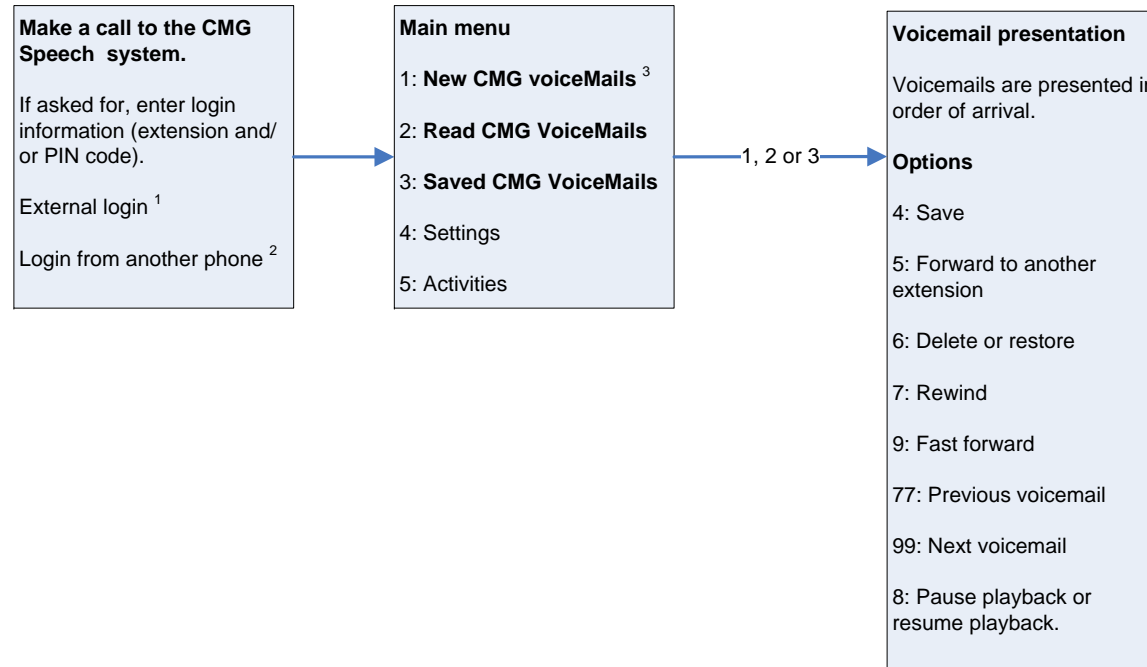 Make a call to the CMG
Speech  system.
If asked for, enter login
information (extension and/
or PIN code).
External login 1
Login from another phone 2
Main menu
1: New CMG voiceMails 3
2: Read CMG VoiceMails
3: Saved CMG VoiceMails
4: Settings
5: Activities
1, 2 or 3
Voicemail presentation
Voicemails are presented in
order of arrival.
Options
4: Save
5: Forward to another
extension
6: Delete or restore
7: Rewind
9: Fast forward
77: Previous voicemail
99: Next voicemail
8: Pause playback or
resume playback.